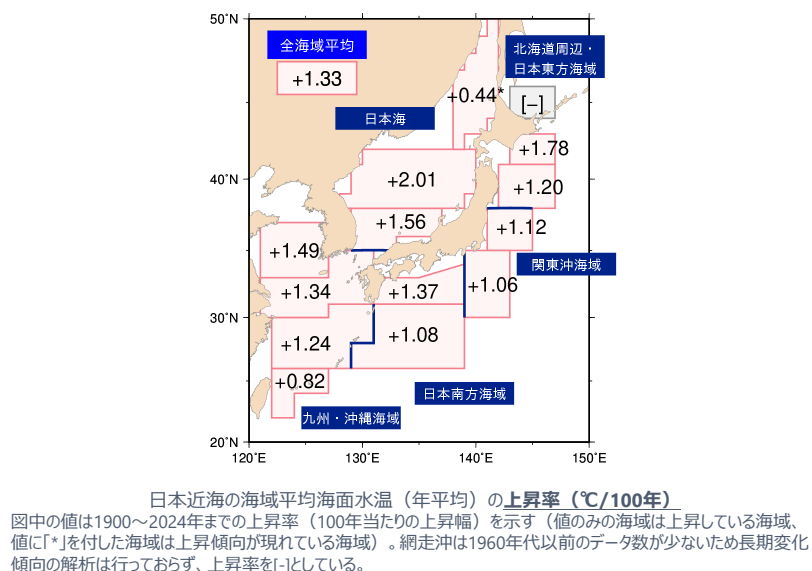 50˚N
全海域平均
+1.33
北海道周辺・
日本東方海域
+0.44*
[–]
日本海
+1.78
40˚N
+2.01
+1.20
+1.56
+1.12
+1.49
関東沖海域
+1.06
+1.34
+1.37
30˚N
+1.24
+1.08
+0.82
日本南方海域
九州・沖縄海域
20˚N
120˚E
130˚E
140˚E
150˚E
日本近海の海域平均海面水温（年平均）の上昇率（℃/100年）
図中の値は1900～2024年までの上昇率（100年当たりの上昇幅）を示す（値のみの海域は上昇している海域、
値に｢*｣を付した海域は上昇傾向が現れている海域）。網走沖は1960年代以前のデータ数が少ないため長期変化
傾向の解析は行っておらず、上昇率を[-]としている。